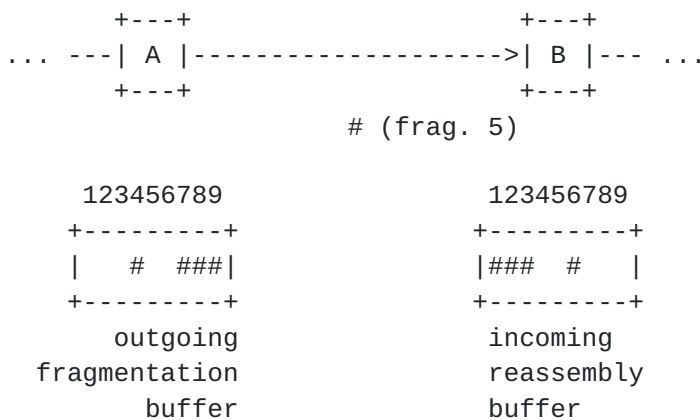 +---+                     +---+
... ---| A |-------------------->| B |--- ...
             +---+                     +---+
                      # (frag. 5)

     123456789                 123456789
    +---------+               +---------+
    |   #  ###|               |###  #   |
    +---------+               +---------+
       outgoing                incoming
  fragmentation                reassembly
         buffer                buffer